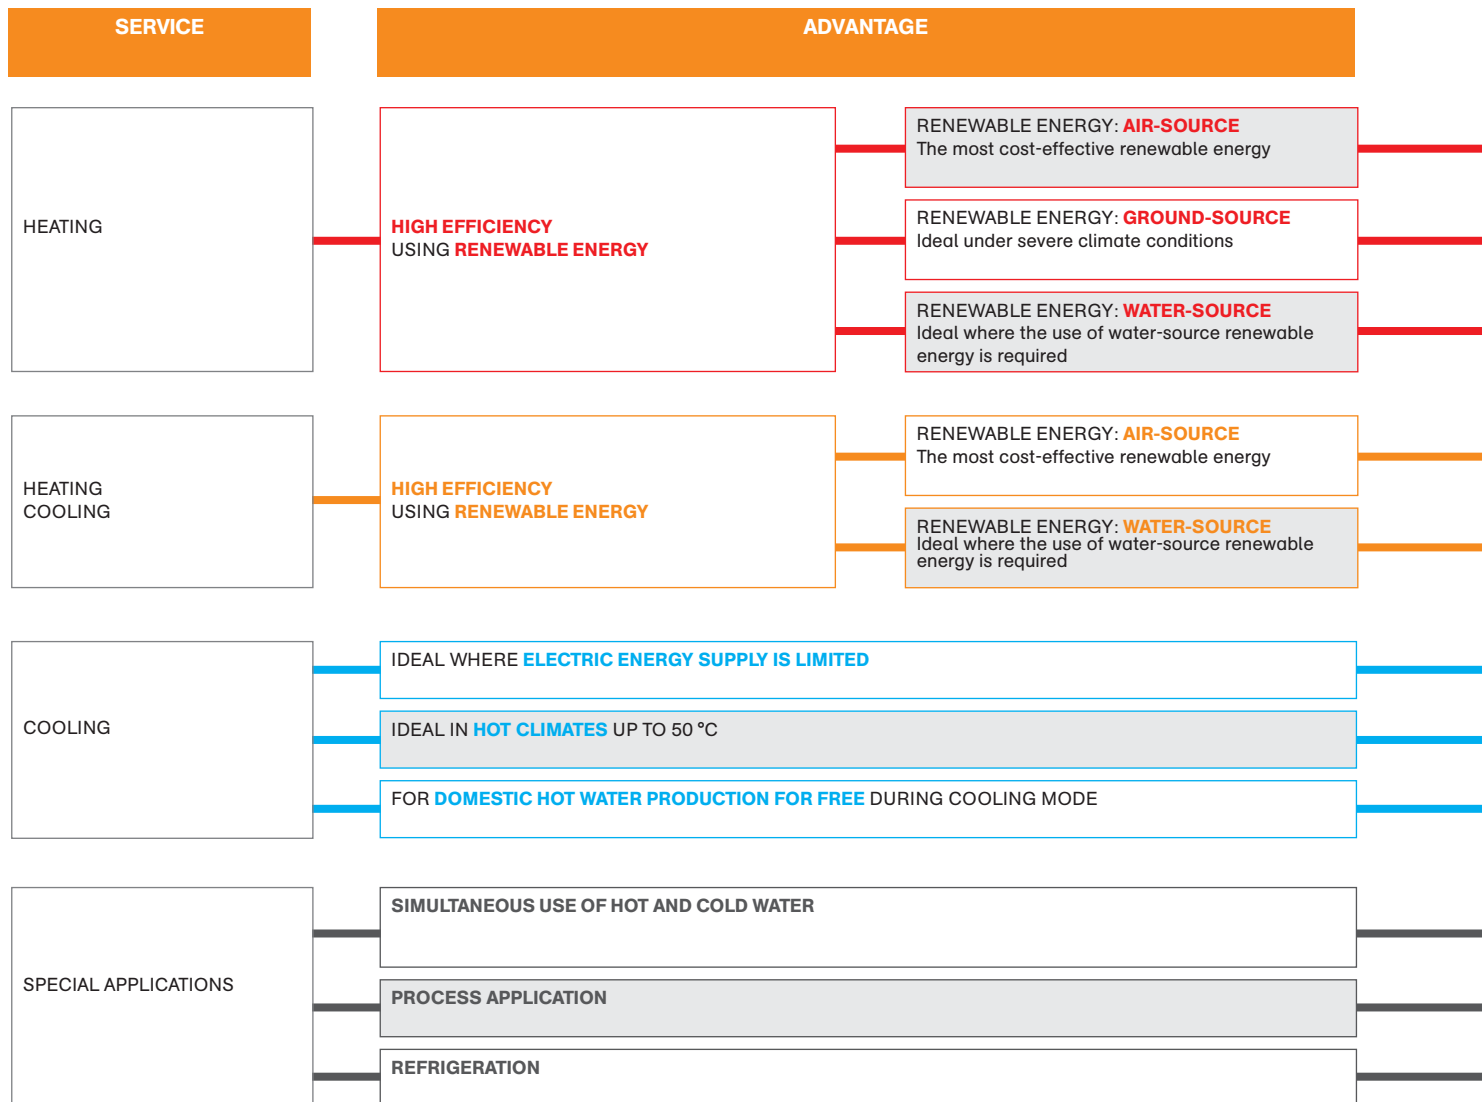 SERVICE
ADVANTAGE
HEATING
HIGH EFFICIENCY
USING RENEWABLE ENERGY
RENEWABLE ENERGY: AIR-SOURCE
The most cost-effective renewable energy
RENEWABLE ENERGY: GROUND-SOURCE
Ideal under severe climate conditions
RENEWABLE ENERGY: WATER-SOURCE
Ideal where the use of water-source renewable
energy is required
HEATING
COOLING
HIGH EFFICIENCY
USING RENEWABLE ENERGY
RENEWABLE ENERGY: AIR-SOURCE
The most cost-effective renewable energy
RENEWABLE ENERGY: WATER-SOURCE
Ideal where the use of water-source renewable
energy is required
COOLING
IDEAL WHERE ELECTRIC ENERGY SUPPLY IS LIMITED
IDEAL IN HOT CLIMATES UP TO 50 °C
FOR DOMESTIC HOT WATER PRODUCTION FOR FREE DURING COOLING MODE
SPECIAL APPLICATIONS
SIMULTANEOUS USE OF HOT AND COLD WATER
PROCESS APPLICATION
REFRIGERATION